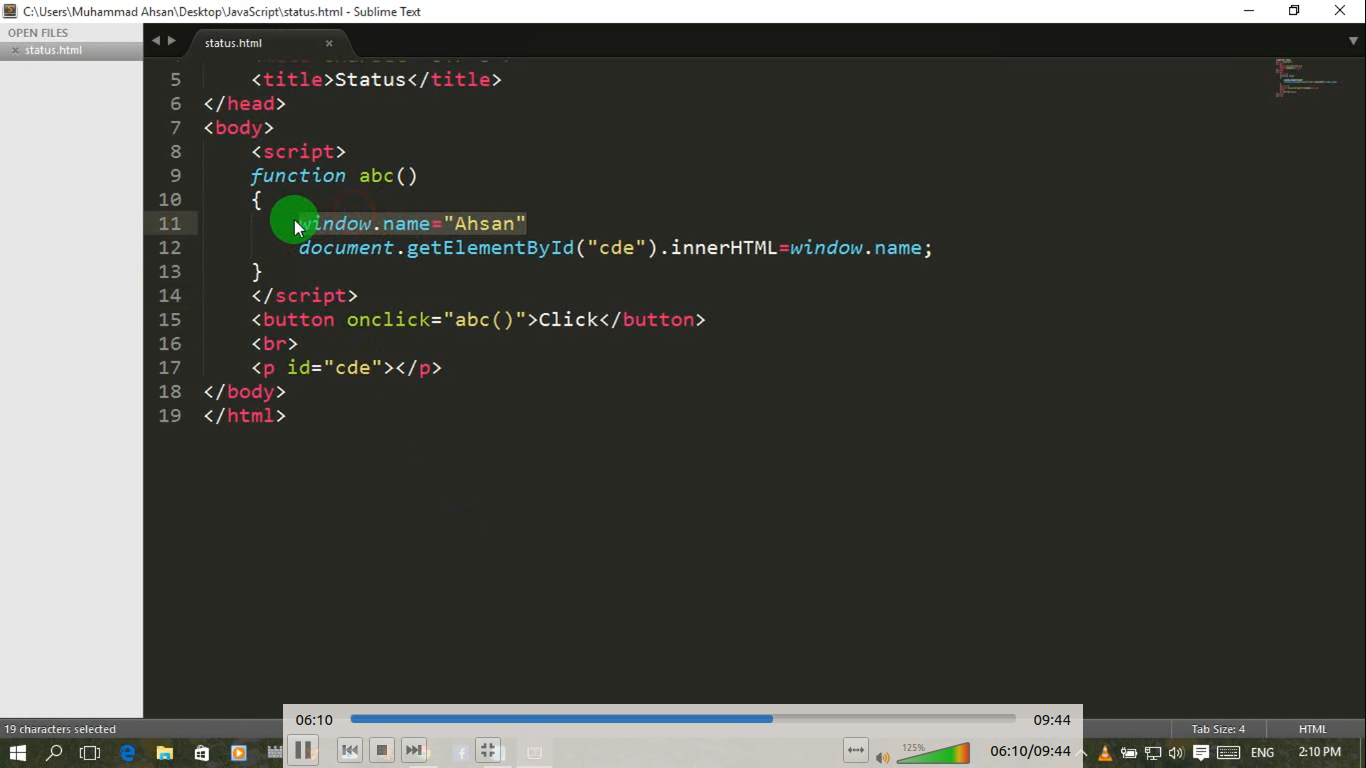 C:\Users\Muhammad Ahsan\Desktop\JavaScript\status.html - Sublime Text
OPEN FILES
status.html
status.html
5 <title>Status</title>
6 </head>
7 <body>
8 <script>
9 function abc()
10 {
11 window.name="Ahsan"
12 document.getElementById("cde").innerHTML=window.name;
13 }
14 </script>
15 <button onclick="abc()">Click</button>
16 <br>
17 <p id="cde"></p>
18 </body>
19 </html>
19 characters selected
Tab Size: 4
HTML
06:10
09:44
125%
06:10/09:44
ENG
2:10 PM